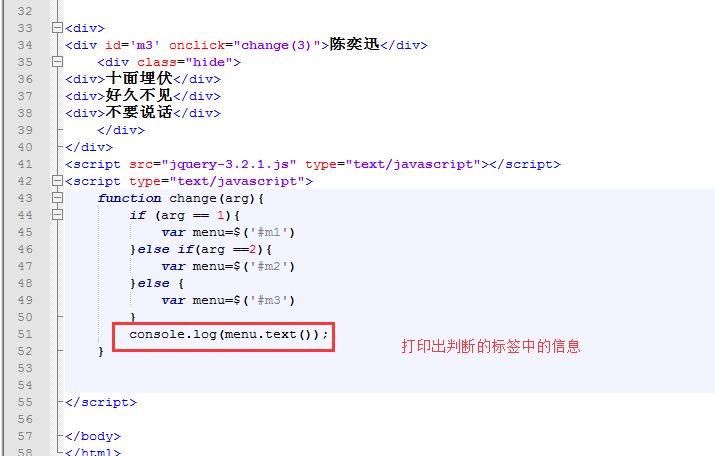 32
33 <div>
34 <div id='m3' onclick="change(3)">陈奕迅</div>
35 <div class="hide">
36 <div>十面埋伏</div>
37 <div>好久不见</div>
38 <div>不要说话</div>
39 </div>
40 </div>
41 <script src="jquery-3.2.1.js" type="text/javascript"></script>
42 <script type="text/javascript">
43 function change(arg){
44 if (arg == 1){
45 var menu=$('#m1')
46 }else if(arg ==2){
47 var menu=$('#m2')
48 }else {
49 var menu=$('#m3')
50 }
51 console.log(menu.text());
打印出判断的标签中的信息
52 }
53
54
55 </script>
56
57 </body>
58 </html>